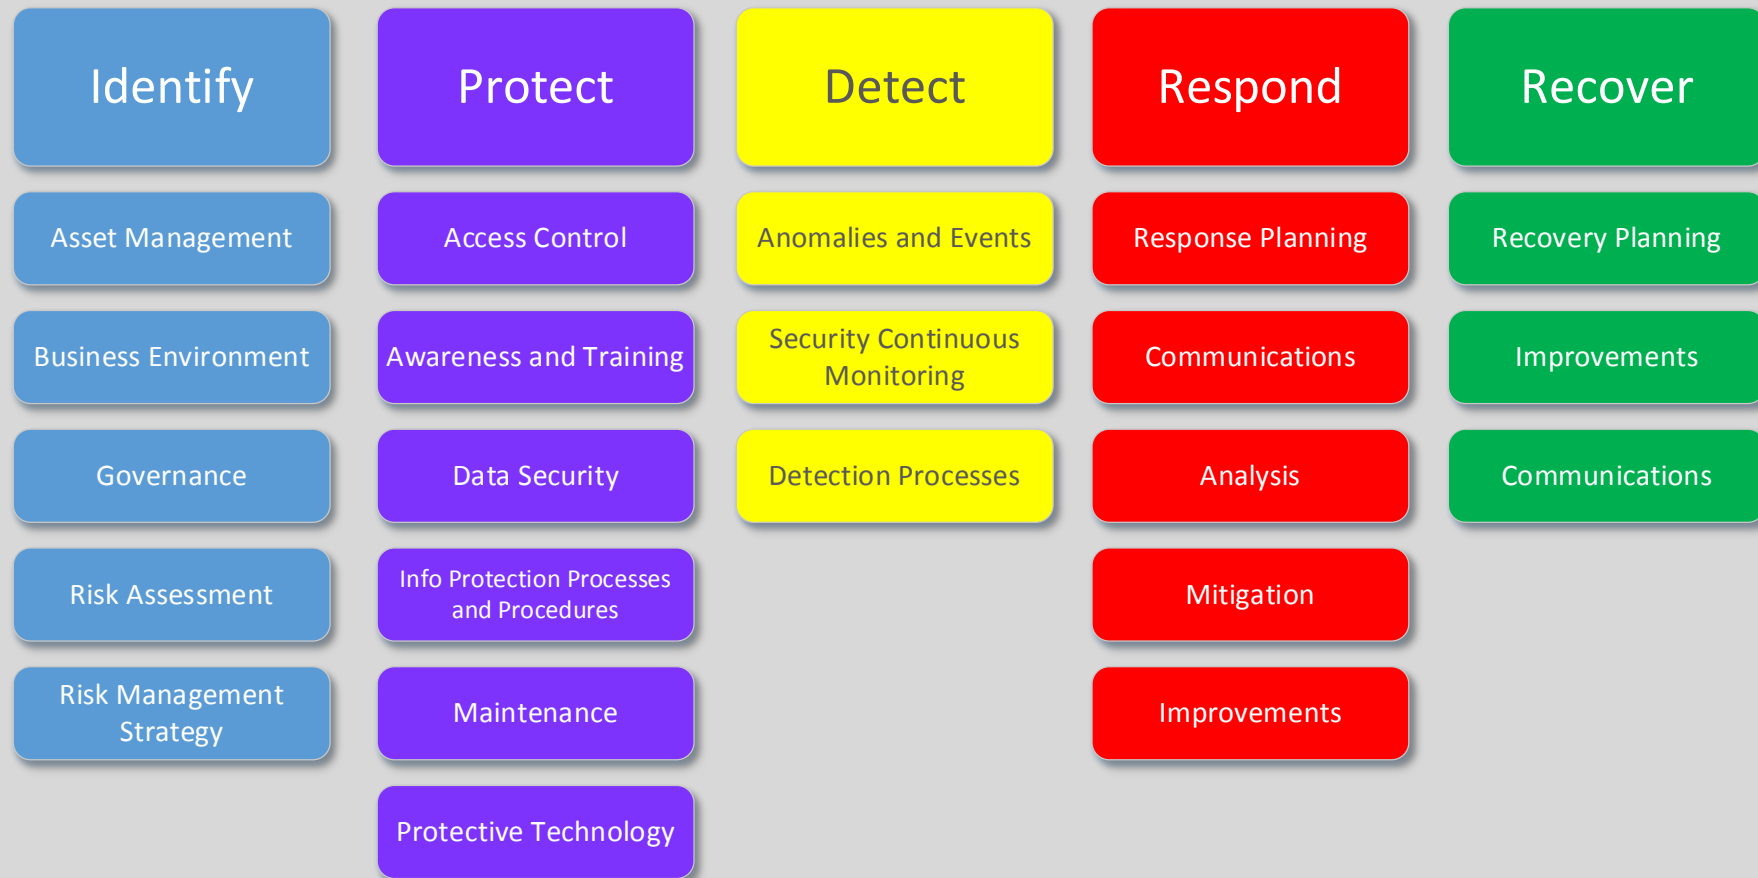 Identify
Asset Management
Business Environment
Governance
Risk Assessment
Risk Management
Strategy
Protect
Access Control
Awareness and Training
Data Security
Info Protection Processes
and Procedures
Maintenance
Protective Technology
Detect
Anomalies and Events
Security Continuous
Monitoring
Detection Processes
Respond
Response Planning
Communications
Analysis
Mitigation
Improvements
Recover
Recovery Planning
Improvements
Communications